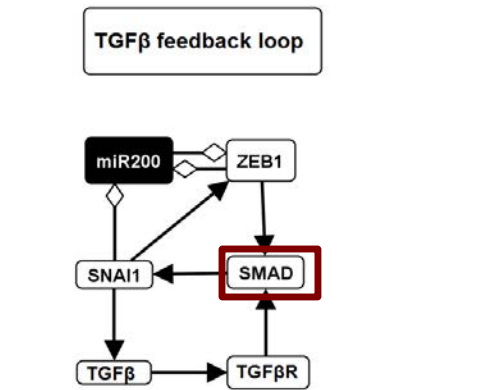 TGFβ feedback loop
miR200
ZEB1
SNAI1
SMAD
TGFβ
TGFβR